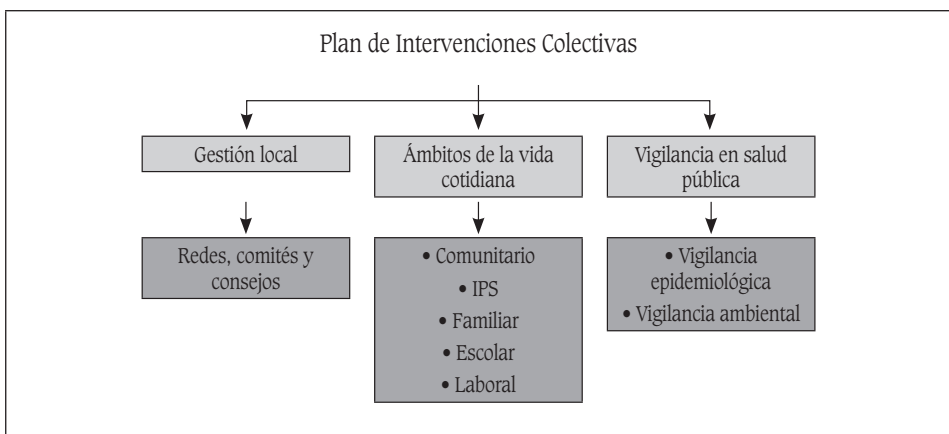 Plan de Intervenciones Colectivas
Gestión local
Ámbitos de la vida
cotidiana
Vigilancia en salud
pública
Redes, comités y
consejos
• Comunitario
• IPS
• Familiar
• Escolar
• Laboral
• Vigilancia
epidemiológica
• Vigilancia ambiental